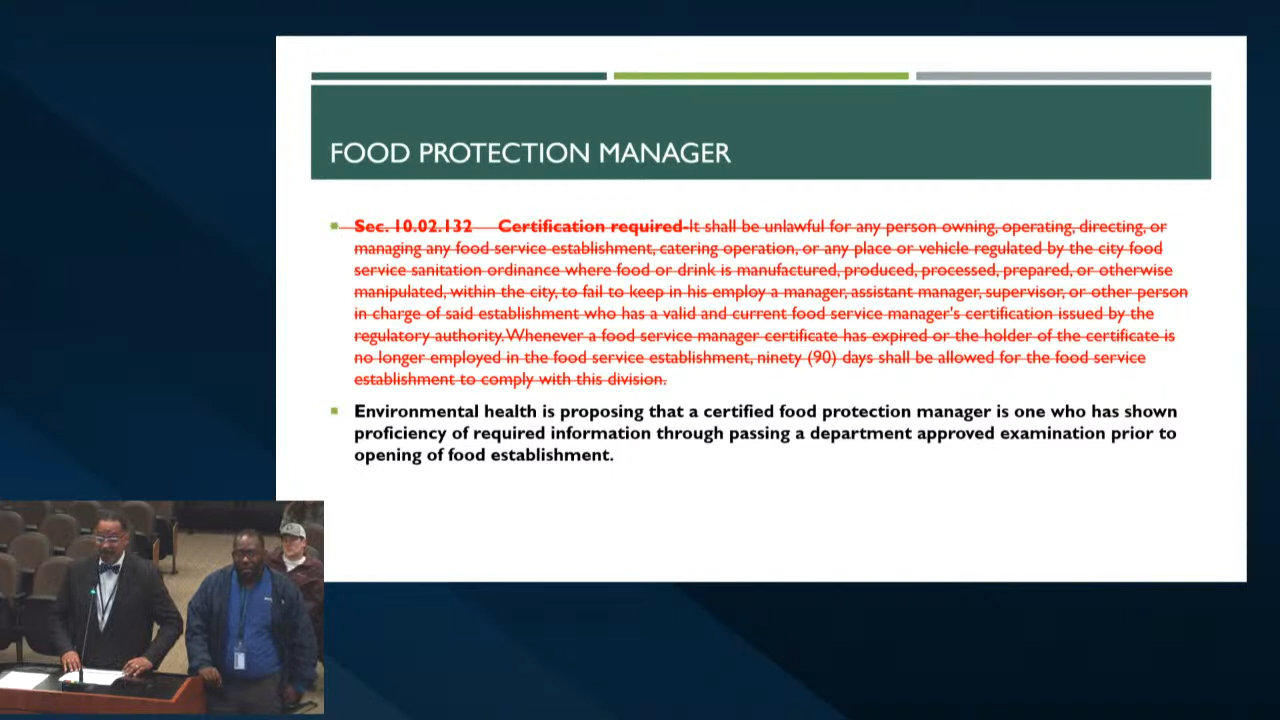 FOOD PROTECTION MANAGER
Sec. 10.02.132 Certification required-It shall be unlawful for any person owning, operating, directing, or
managing any food service establishment, catering operation, or any place or vehicle regulated by the city food
service sanitation ordinance where food or drink is manufactured, produced, processed, prepared, or otherwise
manipulated, within the city, to fail to keep in his employ a manager, assistant manager, supervisor, or other person
in charge of said establishment who has a valid and current food service manager's certification issued by the
regulatory authority. Whenever a food service manager certificate has expired or the holder of the certificate is
no longer employed in the food service establishment, ninety (90) days shall be allowed for the food service
establishment to comply with this division.
Environmental health is proposing that a certified food protection manager is one who has shown
proficiency of required information through passing a department approved examination prior to
opening of food establishment.